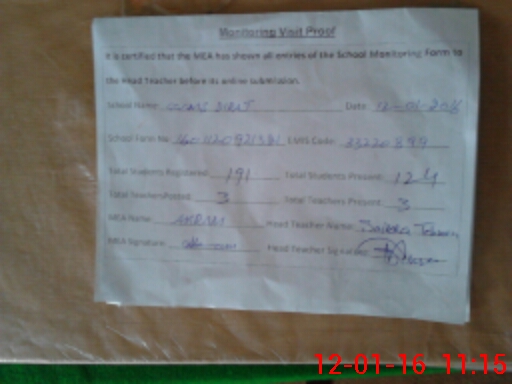 Monitoring Visit Proof
It is certified that the MEA has shown all entries of the School Monitoring Form to
the Head Teacher before its online submission.
School Name: Date: 12-01-2016
School Form No: EMIS Code:
Total Students Registered: 191 Total Students Present: 124
Total Teachers Posted: 3 Total Teachers Present: 3
MEA Name: AKRAM Head Teacher Name:
MEA Signature: Head Teacher Signature:
12-01-16 11:15